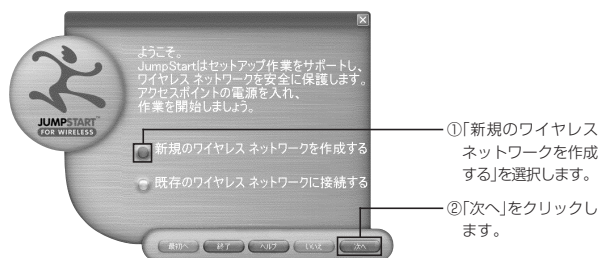 ようこそ。
JumpStartはセットアップ作業をサポートし、
ワイヤレス ネットワークを安全に保護します。
アクセスポイントの電源を入れ、
作業を開始しましょう。
JUMPSTART™
FOR WIRELESS
新規のワイヤレス ネットワークを作成する
既存のワイヤレス ネットワークに接続する
最初へ 終了 ヘルプ 次へ
①「新規のワイヤレス
ネットワークを作成
する」を選択します。
②「次へ」をクリックし
ます。